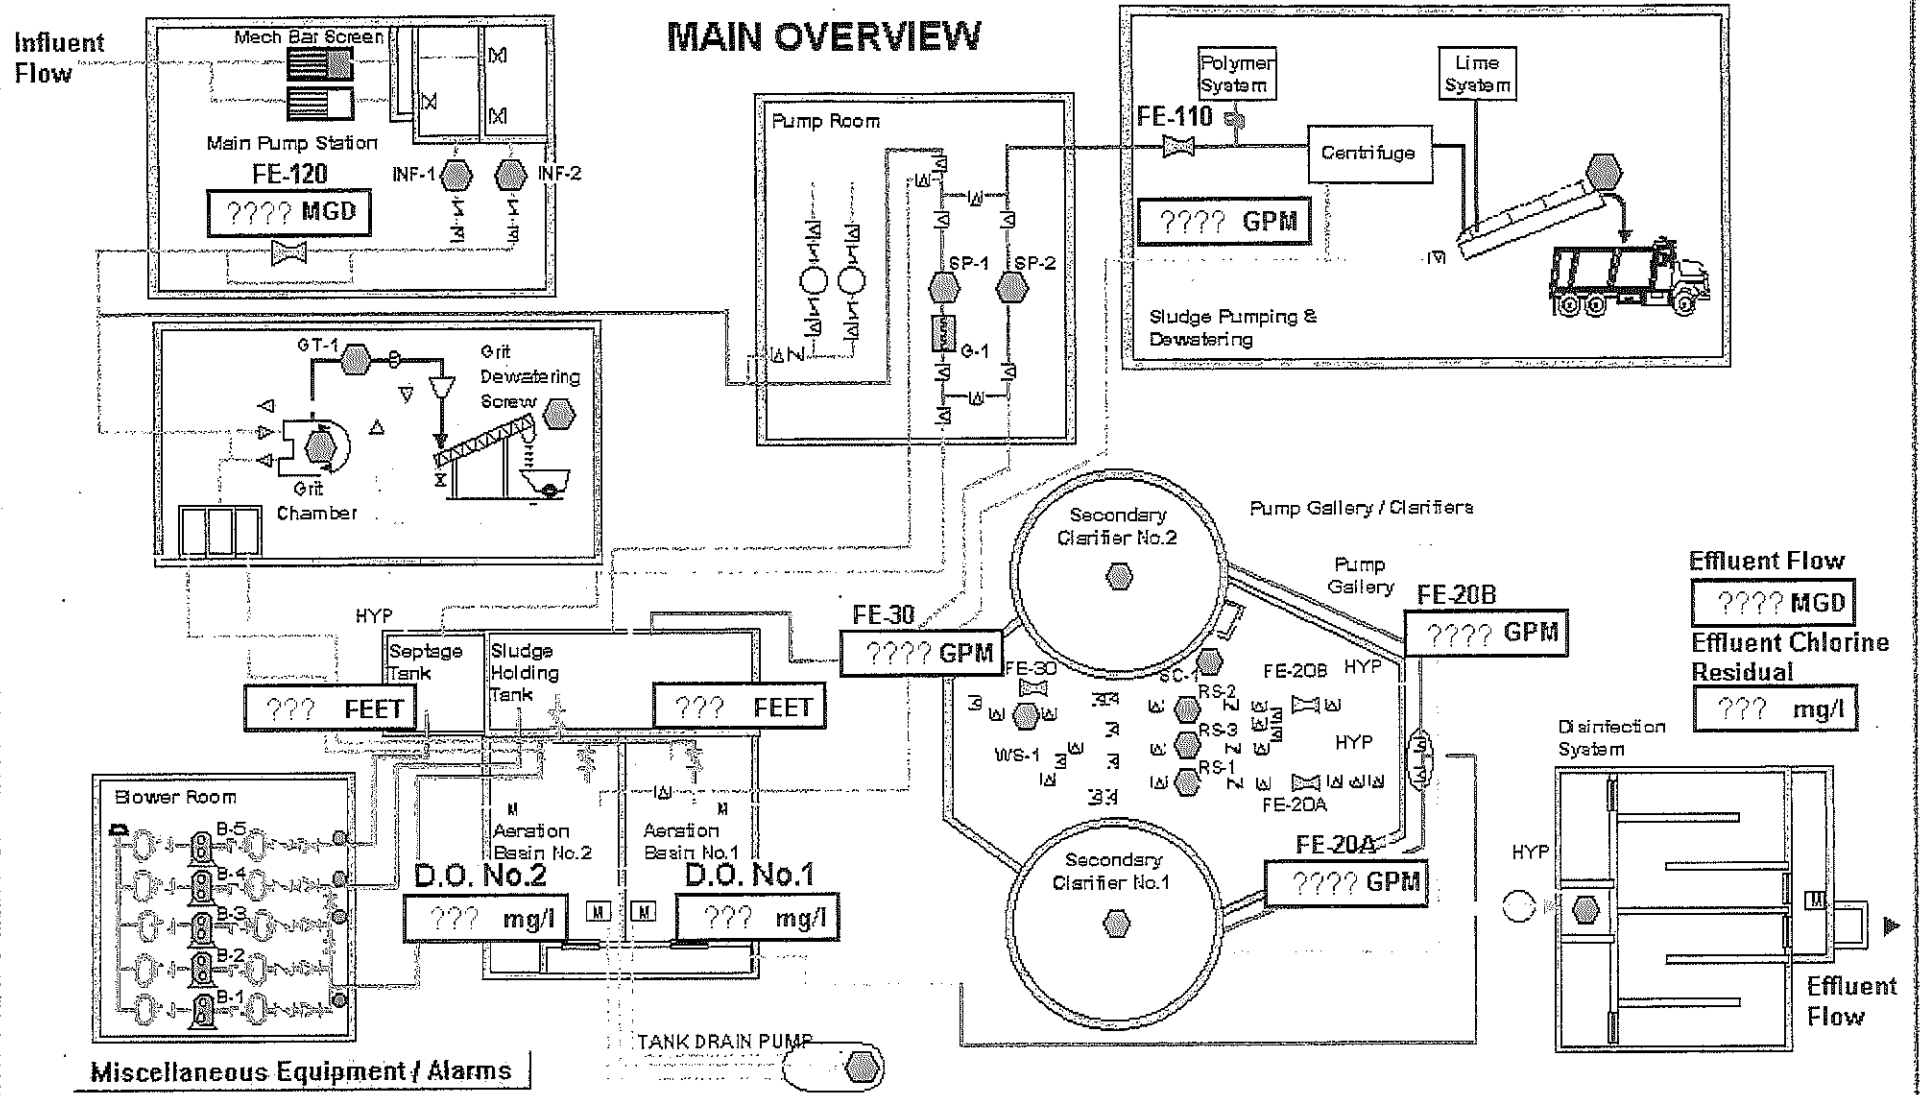 MAIN OVERVIEW
Influent
Flow
Mech Bar Screen
Main Pump Station
FE-120
???? MGD
INF-1
INF-2
Pump Room
SP-1
SP-2
G-1
Polymer
System
Lime
System
FE-110
Centrifuge
???? GPM
Sludge Pumping &
Dewatering
GT-1
Grit
Dewatering
Screw
Grit
Chamber
HYP
Septage
Tank
Sludge
Holding
Tank
??? FEET
??? FEET
FE-30
???? GPM
Secondary
Clarifier No.2
Pump Gallery / Clarifiers
Pump
Gallery
FE-20B
???? GPM
Effluent Flow
???? MGD
Effluent Chlorine
Residual
??? mg/l
FE-30
SC-1
FE-20B
HYP
RS-2
RS-3
HYP
WS-1
RS-1
FE-20A
Disinfection
System
Blower Room
B-5
B-4
B-3
B-2
B-1
M
M
Aeration
Basin No.2
Aeration
Basin No.1
D.O. No.2
D.O. No.1
??? mg/l
M
M
??? mg/l
Secondary
Clarifier No.1
FE-20A
???? GPM
HYP
M
Effluent
Flow
TANK DRAIN PUMP
Miscellaneous Equipment / Alarms